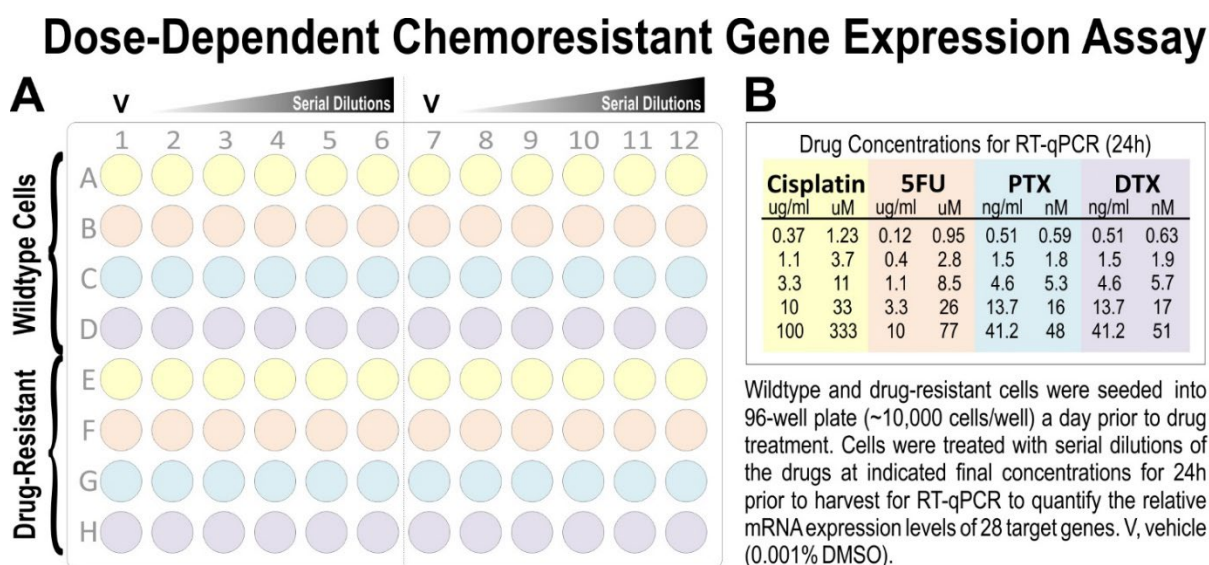 Dose-Dependent Chemoresistant Gene Expression Assay
A
V Serial Dilutions V Serial Dilutions
1 2 3 4 5 6 7 8 9 10 11 12
Wildtype Cells
A
B
C
D
Drug-Resistant
E
F
G
H
B
Drug Concentrations for RT-qPCR (24h)
Cisplatin 5FU PTX DTX
ug/ml uM ug/ml uM ng/ml nM ng/ml nM
0.37 1.23 0.12 0.95 0.51 0.59 0.51 0.63
1.1 3.7 0.4 2.8 1.5 1.8 1.5 1.9
3.3 11 1.1 8.5 4.6 5.3 4.6 5.7
10 33 3.3 26 13.7 16 13.7 17
100 333 10 77 41.2 48 41.2 51
Wildtype and drug-resistant cells were seeded into
96-well plate (~10,000 cells/well) a day prior to drug
treatment. Cells were treated with serial dilutions of
the drugs at indicated final concentrations for 24h
prior to harvest for RT-qPCR to quantify the relative
mRNA expression levels of 28 target genes. V, vehicle
(0.001% DMSO).